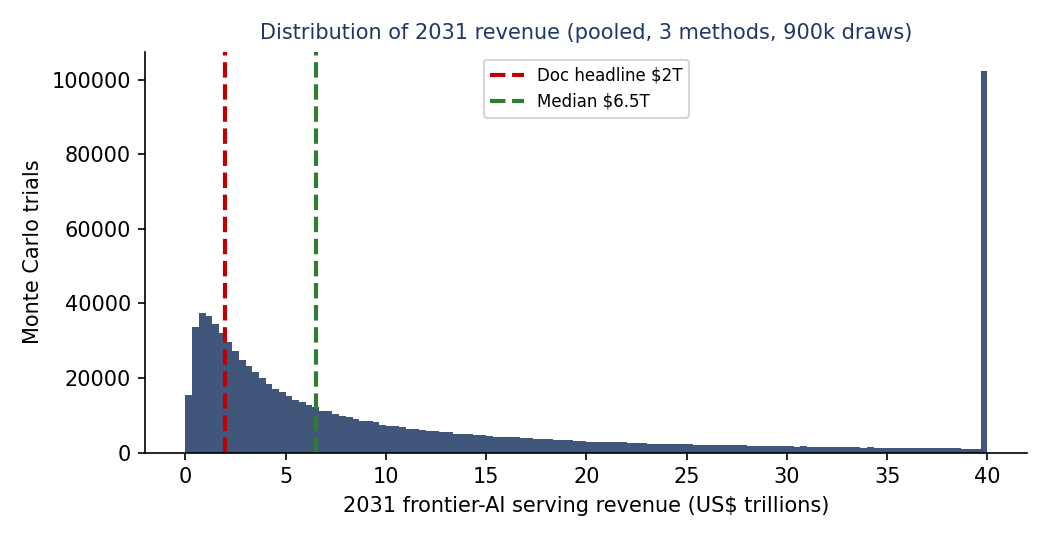 Distribution of 2031 revenue (pooled, 3 methods, 900k draws)
Doc headline $2T
Median $6.5T
Monte Carlo trials
100000
80000
60000
40000
20000
0
0 5 10 15 20 25 30 35 40
2031 frontier-AI serving revenue (US$ trillions)